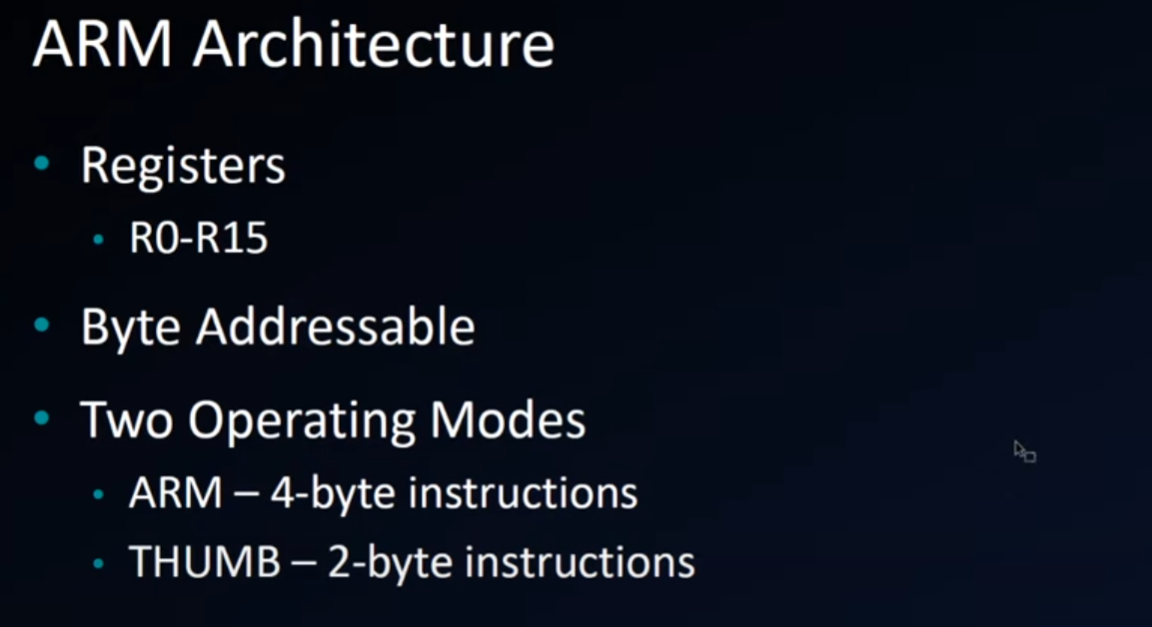 ARM Architecture
• Registers
• R0-R15
• Byte Addressable
• Two Operating Modes
• ARM – 4-byte instructions
• THUMB – 2-byte instructions